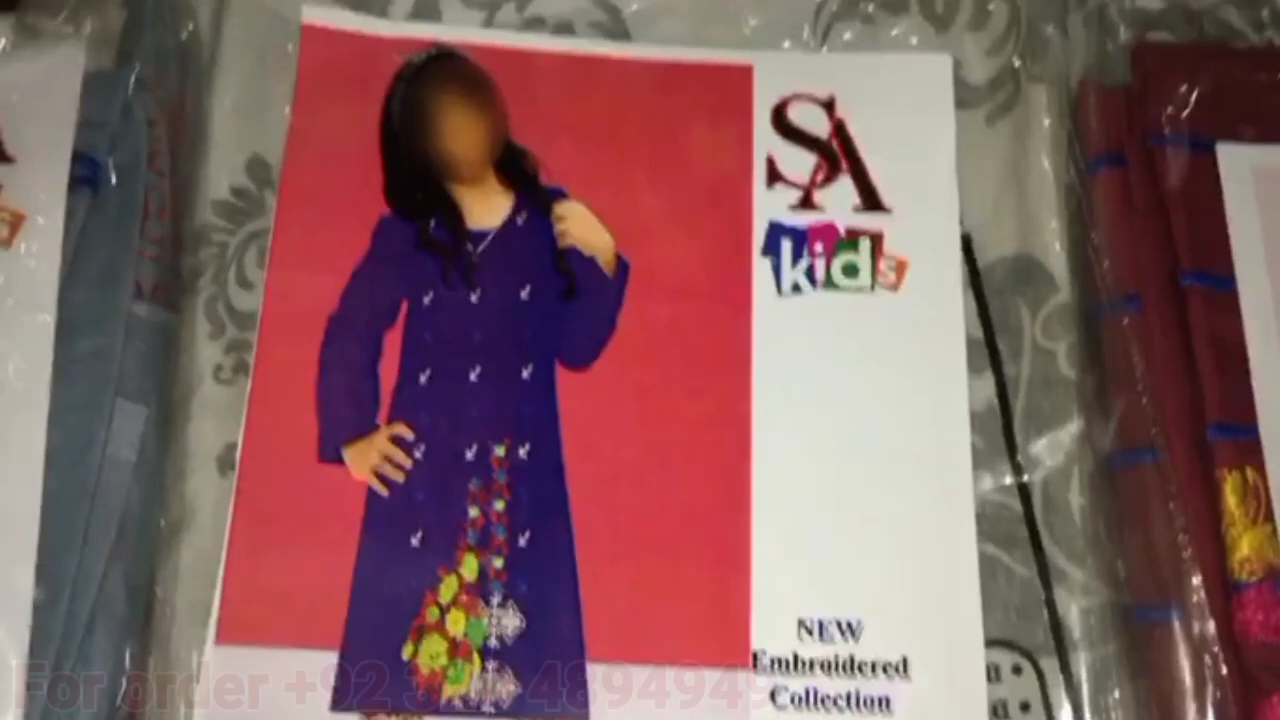 SA
kids
NEW
Embroidered
Collection
For order +92